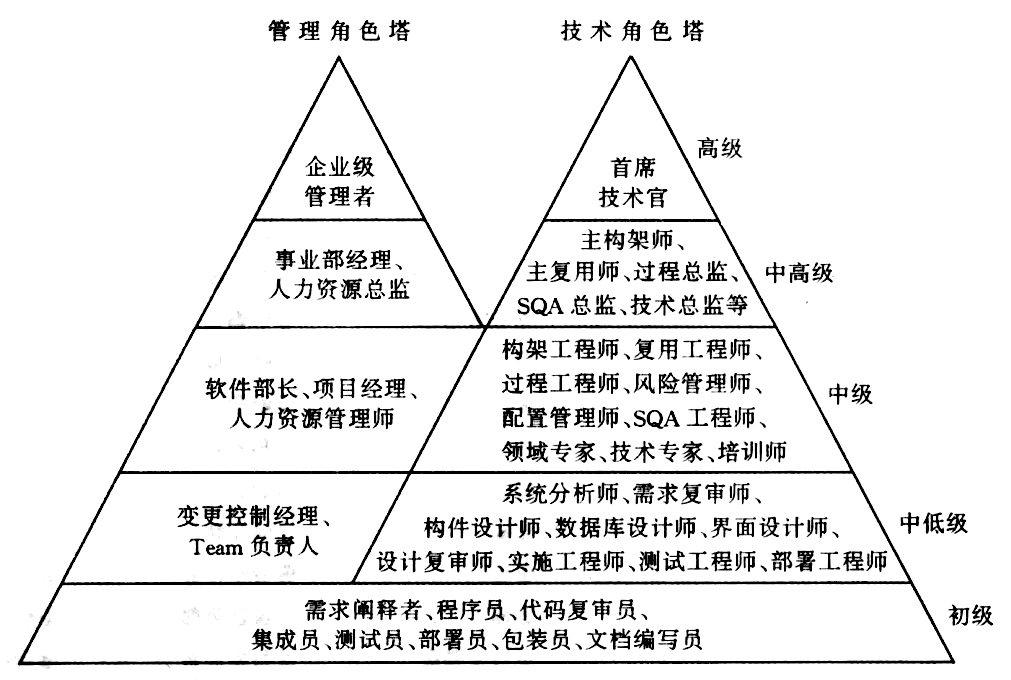 管理角色塔
技术角色塔
企业级
管理者
首席
技术官
高级
事业部经理、
人力资源总监
主构架师、
主复用师、过程总监、
SQA 总监、技术总监等
中高级
软件部长、项目经理、
人力资源管理师
构架工程师、复用工程师、
过程工程师、风险管理师、
配置管理师、SQA 工程师、
领域专家、技术专家、培训师
中级
变更控制经理、
Team 负责人
系统分析师、需求复审师、
构件设计师、数据库设计师、界面设计师、
设计复审师、实施工程师、测试工程师、部署工程师
中低级
需求阐释者、程序员、代码复审员、
集成员、测试员、部署员、包装员、文档编写员
初级